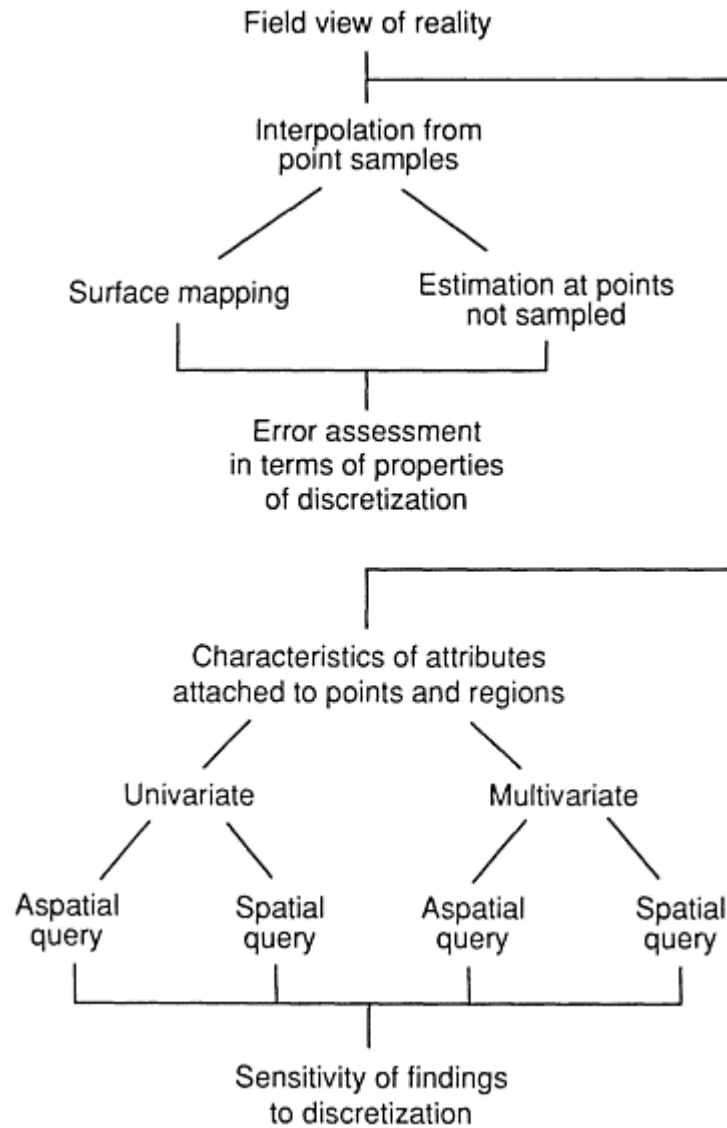 Field view of reality
Interpolation from
point samples
Surface mapping
Estimation at points
not sampled
Error assessment
in terms of properties
of discretization
Characteristics of attributes
attached to points and regions
Univariate
Multivariate
Aspatial
query
Spatial
query
Aspatial
query
Spatial
query
Sensitivity of findings
to discretization